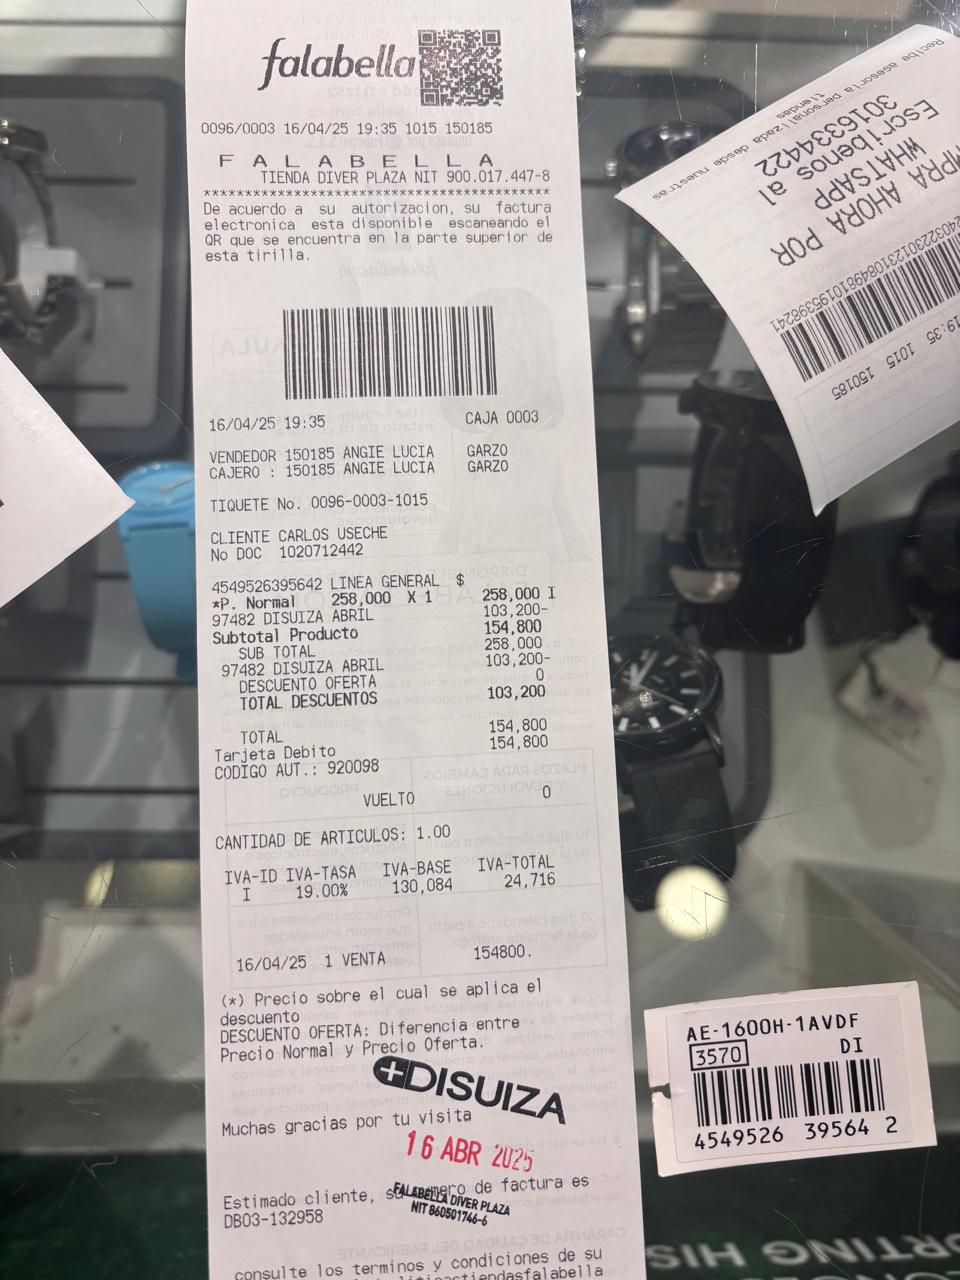 falabella
0096/0003 16/04/25 19:35 1015 150185
F A L A B E L L A
TIENDA DIVER PLAZA NIT 900.017.447-8
**************************************************
De acuerdo a su autorizacion, su factura
electronica esta disponible escaneando el
QR que se encuentra en la parte superior de
esta tirilla.
16/04/25 19:35 CAJA 0003
VENDEDOR 150185 ANGIE LUCIA GARZO
CAJERO : 150185 ANGIE LUCIA GARZO
TIQUETE No. 0096-0003-1015
CLIENTE CARLOS USECHE
No DOC 1020712442
4549526395642 LINEA GENERAL $
*P. Normal 258,000 X 1 258,000 I
97482 DISUIZA ABRIL 103,200-
Subtotal Producto 154,800
SUB TOTAL 258,000
97482 DISUIZA ABRIL 103,200-
DESCUENTO OFERTA 0
TOTAL DESCUENTOS 103,200
TOTAL 154,800
Tarjeta Debito 154,800
CODIGO AUT.: 920098
VUELTO 0
CANTIDAD DE ARTICULOS: 1.00
IVA-ID IVA-TASA IVA-BASE IVA-TOTAL
I 19.00% 130,084 24,716
16/04/25 1 VENTA 154800.
(*) Precio sobre el cual se aplica el
descuento
DESCUENTO OFERTA: Diferencia entre
Precio Normal y Precio Oferta.
DISUIZA
Muchas gracias por tu visita
16 ABR 2025
Estimado cliente, su numero de factura es
DB03-132958
FALABELLA DIVER PLAZA
NIT 860501746-6
consulte los terminos y condiciones de su
Recibe asesoría personalizada desde nuestras
tiendas
Escribenos al
3016334422
WHATSAPP
AHORA POR
19:35 1015 150185
AE-1600H-1AVDF
3570 DI
4549526 39564 2